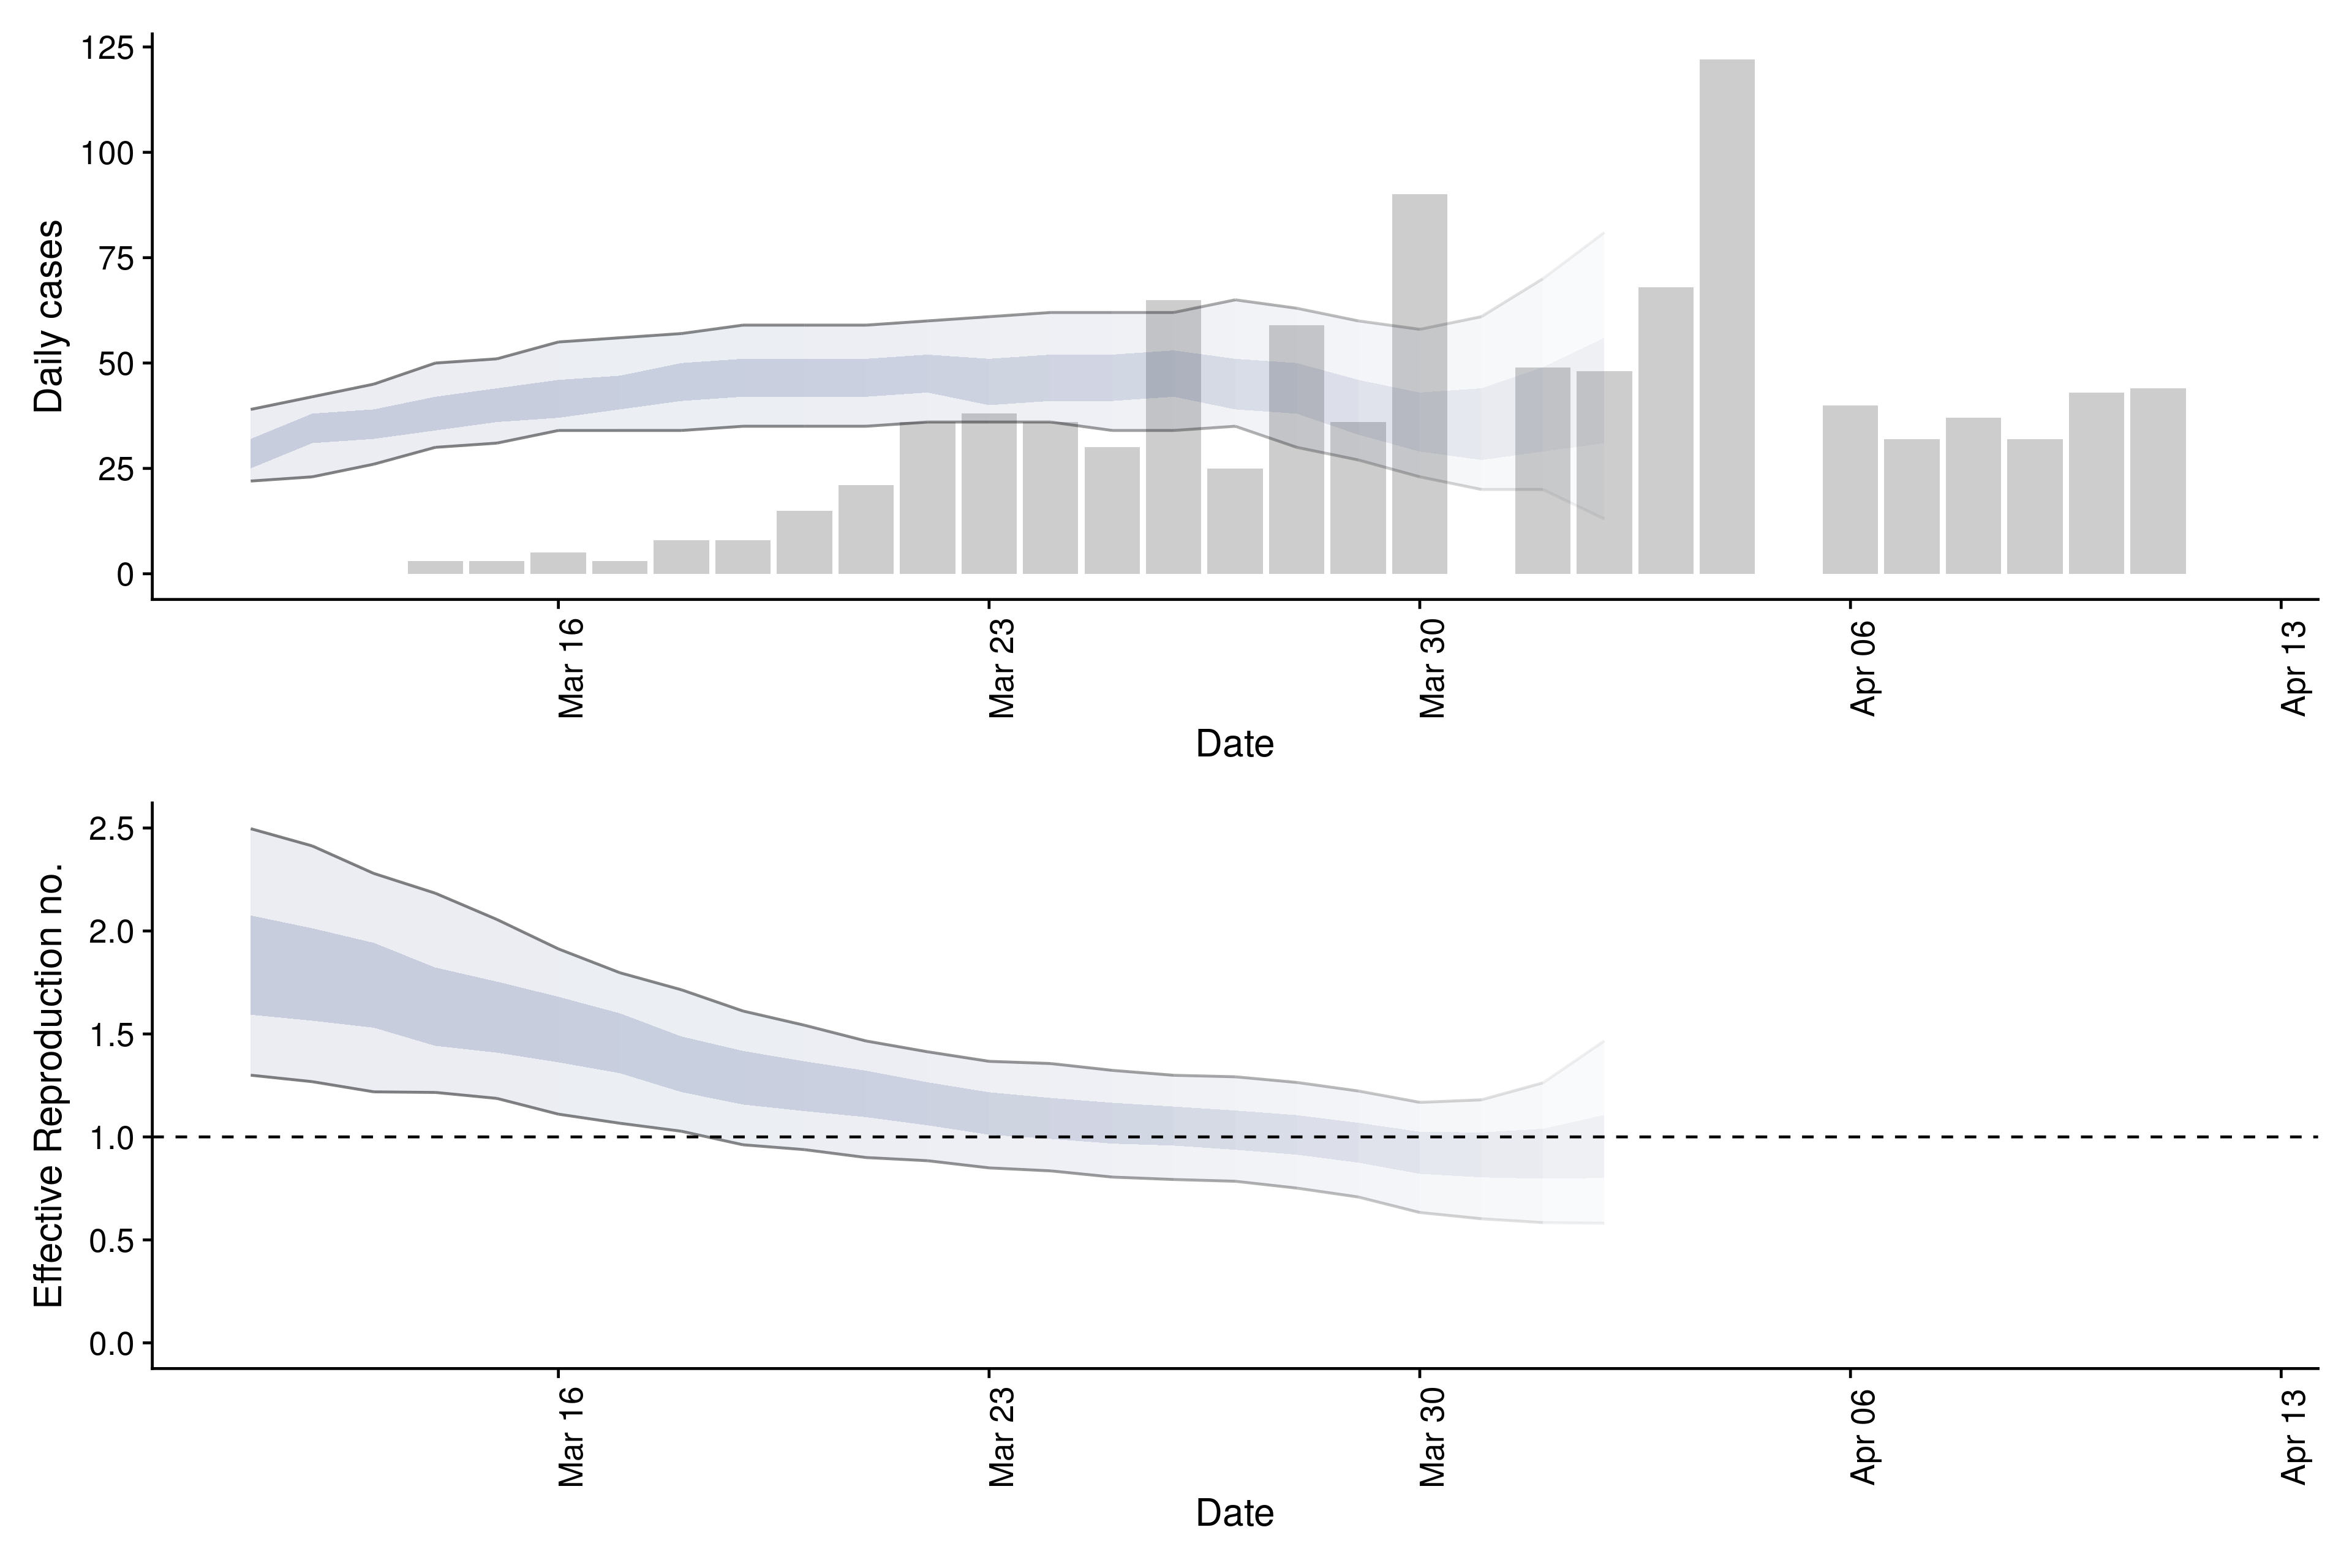 125
100
75
50
25
0
Daily cases
Mar 16
Mar 23
Mar 30
Apr 06
Apr 13
Date
2.5
2.0
1.5
1.0
0.5
0.0
Effective Reproduction no.
Mar 16
Mar 23
Mar 30
Apr 06
Apr 13
Date